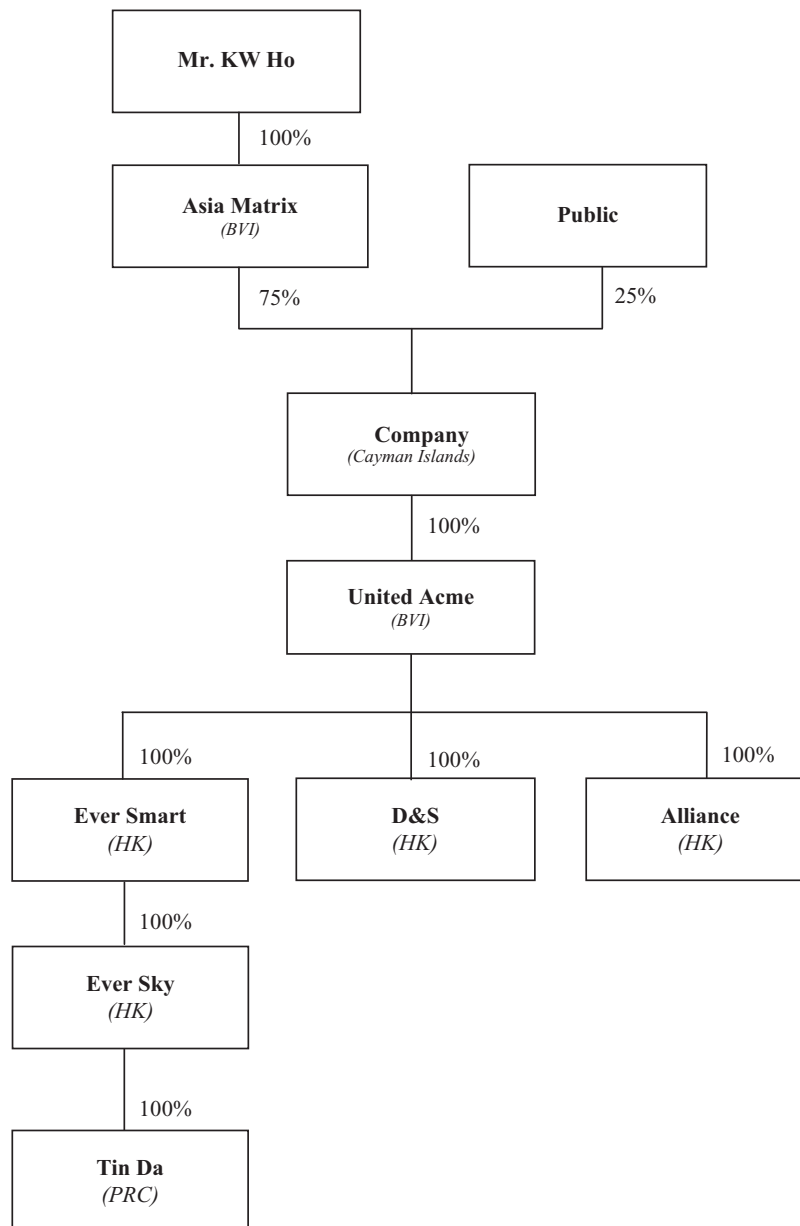 Mr. KW Ho
100%
Asia Matrix
(BVI)
Public
75%
25%
Company
(Cayman Islands)
100%
United Acme
(BVI)
100%
100%
100%
Ever Smart
(HK)
D&S
(HK)
Alliance
(HK)
100%
Ever Sky
(HK)
100%
Tin Da
(PRC)